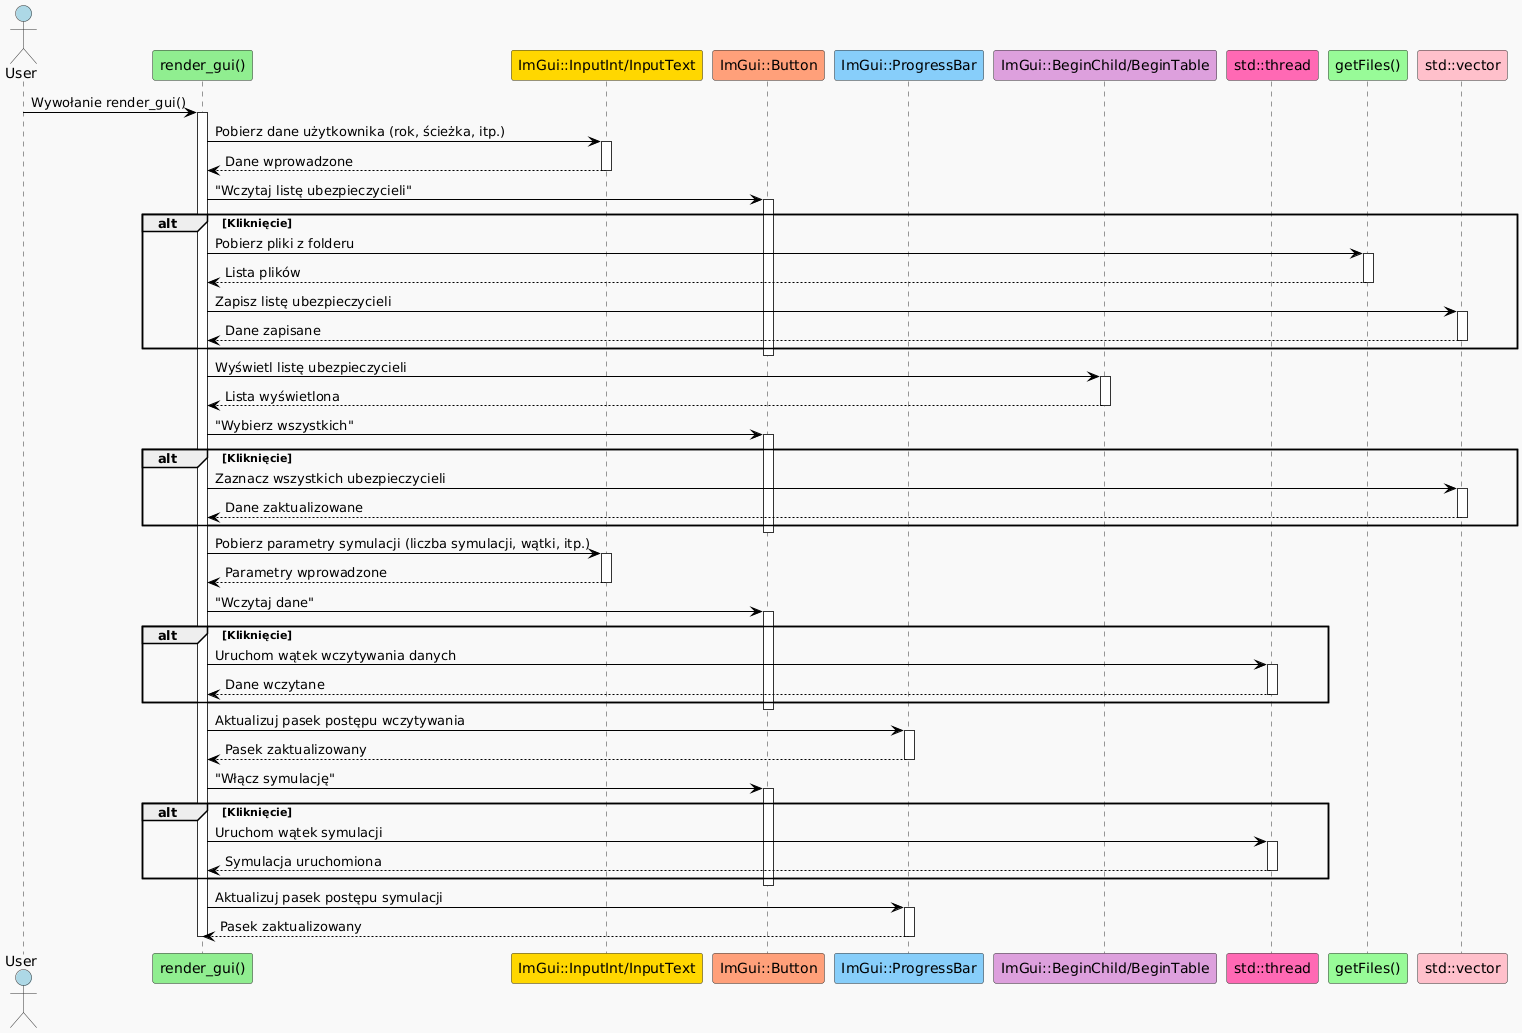 User
render_gui()
ImGui::InputInt/InputText
ImGui::Button
ImGui::ProgressBar
ImGui::BeginChild/BeginTable
std::thread
getFiles()
std::vector
Wywołanie render_gui()
Pobierz dane użytkownika (rok, ścieżka, itp.)
Dane wprowadzone
"Wczytaj listę ubezpieczycieli"
alt [Kliknięcie]
Pobierz pliki z folderu
Lista plików
Zapisz listę ubezpieczycieli
Dane zapisane
Wyświetl listę ubezpieczycieli
Lista wyświetlona
"Wybierz wszystkich"
alt [Kliknięcie]
Zaznacz wszystkich ubezpieczycieli
Dane zaktualizowane
Pobierz parametry symulacji (liczba symulacji, wątki, itp.)
Parametry wprowadzone
"Wczytaj dane"
alt [Kliknięcie]
Uruchom wątek wczytywania danych
Dane wczytane
Aktualizuj pasek postępu wczytywania
Pasek zaktualizowany
"Włącz symulację"
alt [Kliknięcie]
Uruchom wątek symulacji
Symulacja uruchomiona
Aktualizuj pasek postępu symulacji
Pasek zaktualizowany
User
render_gui()
ImGui::InputInt/InputText
ImGui::Button
ImGui::ProgressBar
ImGui::BeginChild/BeginTable
std::thread
getFiles()
std::vector